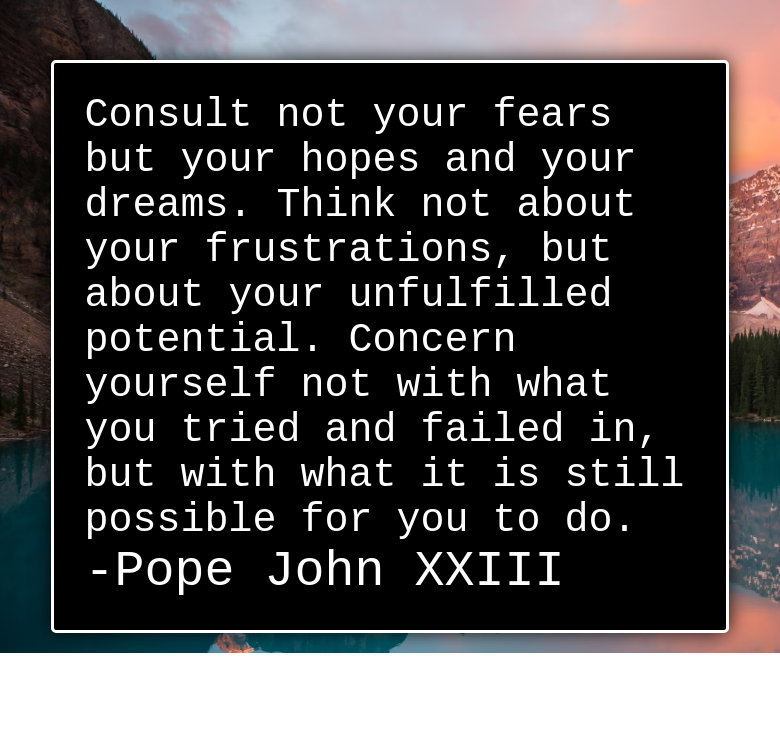 Consult not your fears
but your hopes and your
dreams. Think not about
your frustrations, but
about your unfulfilled
potential. Concern
yourself not with what
you tried and failed in,
but with what it is still
possible for you to do.
-Pope John XXIII